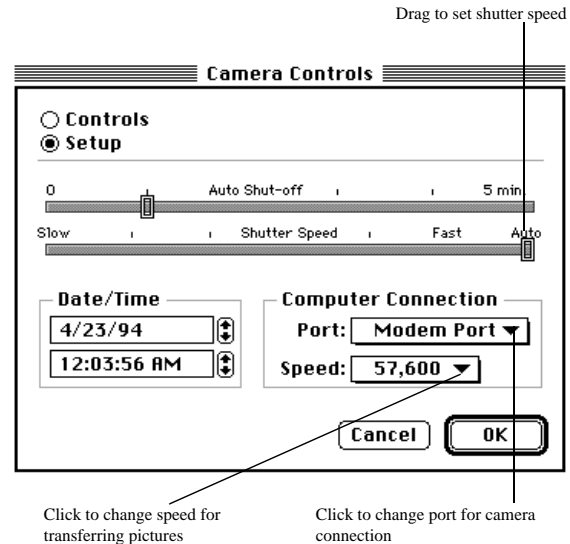 Drag to set shutter speed
Camera Controls
Controls
Setup
0 Auto Shut-off 5 min.
Slow Shutter Speed Fast Auto
Date/Time
4/23/94
12:03:56 AM
Computer Connection
Port: Modem Port
Speed: 57,600
Cancel OK
Click to change speed for
transferring pictures
Click to change port for camera
connection